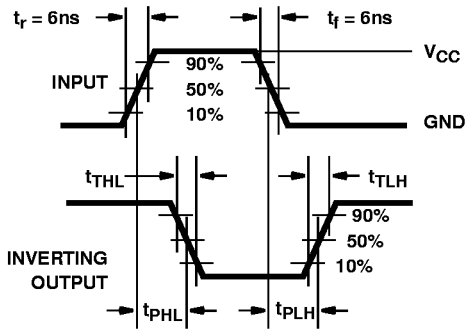 tr = 6ns
tf = 6ns
VCC
90%
INPUT
50%
10%
GND
tTHL
tTLH
90%
50%
INVERTING
OUTPUT
10%
tPHL
tPLH